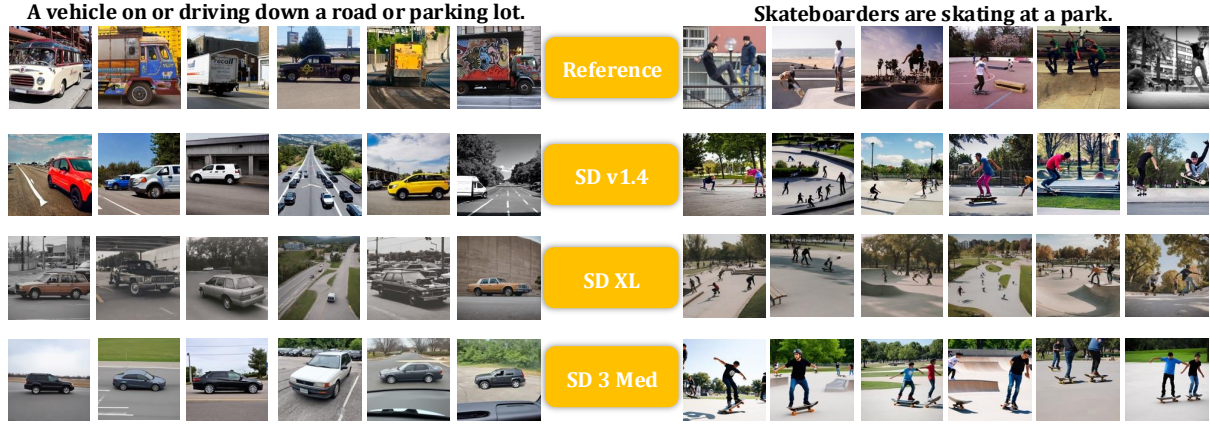 A vehicle on or driving down a road or parking lot.
Skateboarders are skating at a park.
Reference
recall
SD v1.4
SD XL
SD 3 Med